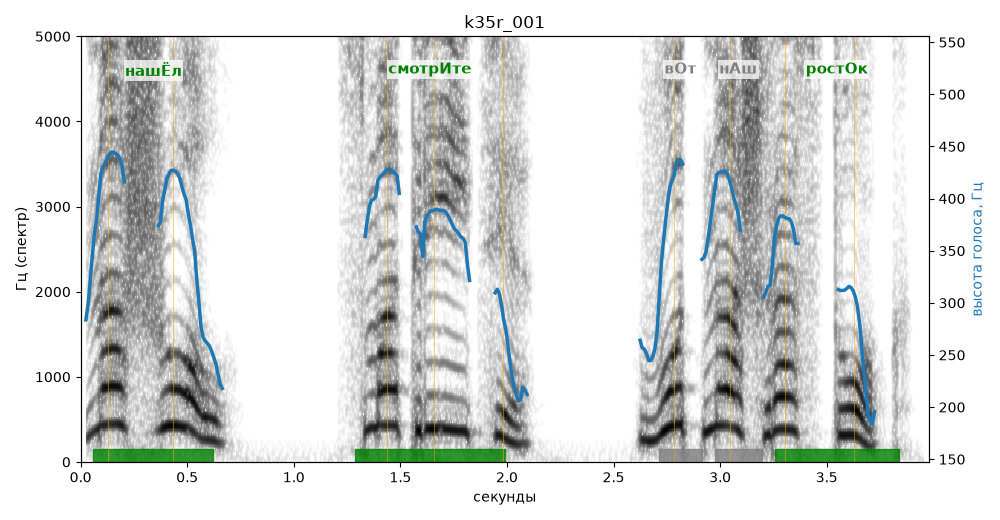 k35r_001
нашЁл
смотрИте
вОт
нАш
ростОк
5000
4000
3000
2000
1000
0
Гц (спектр)
550
500
450
400
350
300
250
200
150
высота голоса, Гц
0.0 0.5 1.0 1.5 2.0 2.5 3.0 3.5
секунды